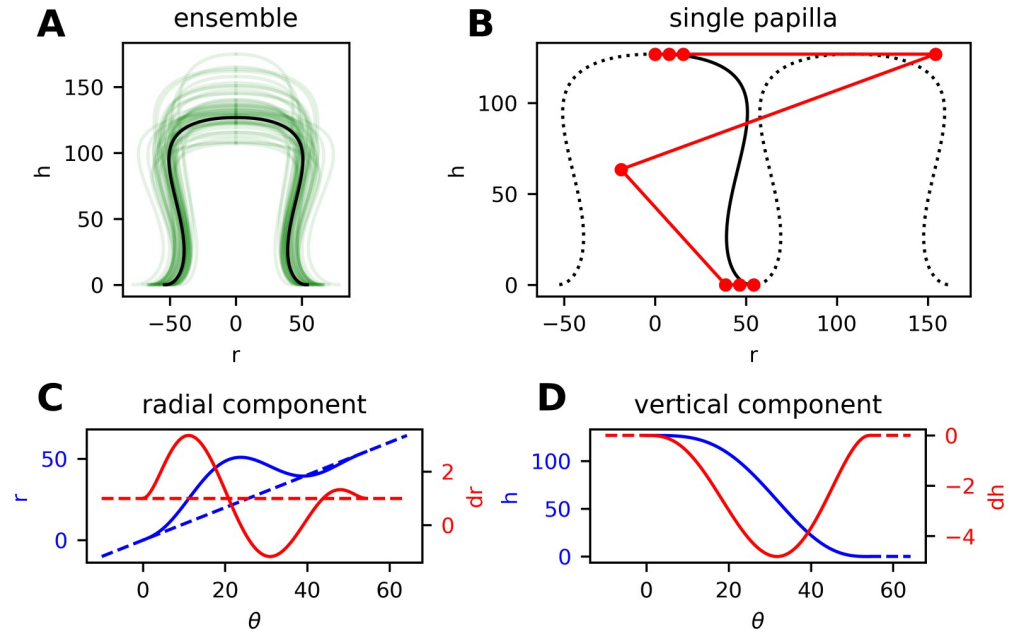 A ensemble
h
150
100
50
0
−50 0 50
r
B single papilla
h
100
50
0
−50 0 50 100 150
r
C radial component
r
50
0
2
0
dr
0 20 40 60
θ
D vertical component
h
100
50
0
0
−2
−4
dh
0 20 40 60
θ